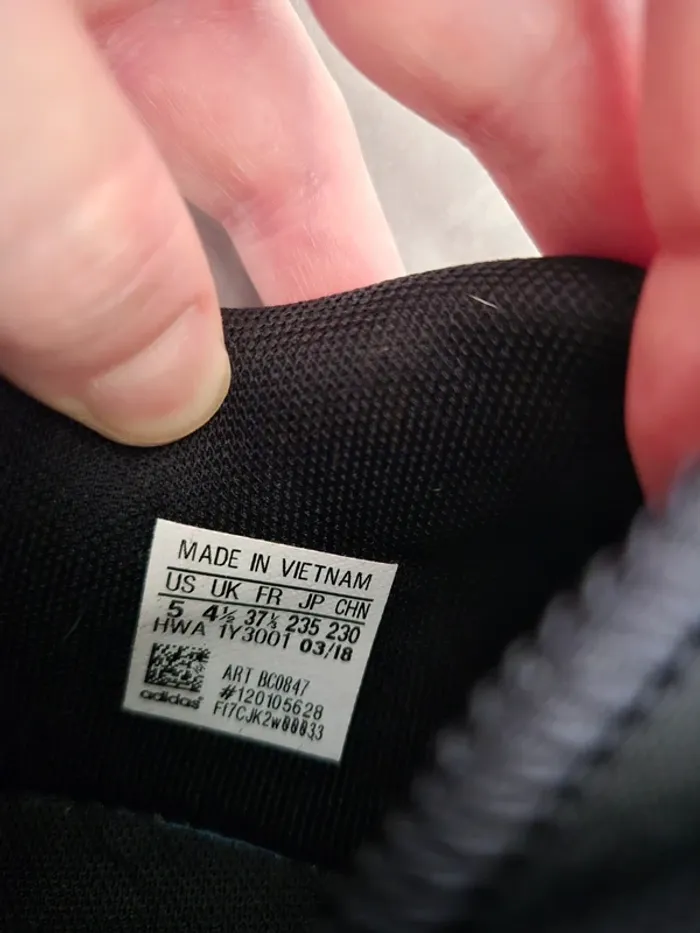 MADE IN VIETNAM
US UK FR JP CHN
5 4½ 37⅓ 235 230
HWA 1Y3001 03/18
ART BC0847
#120105628
adidas